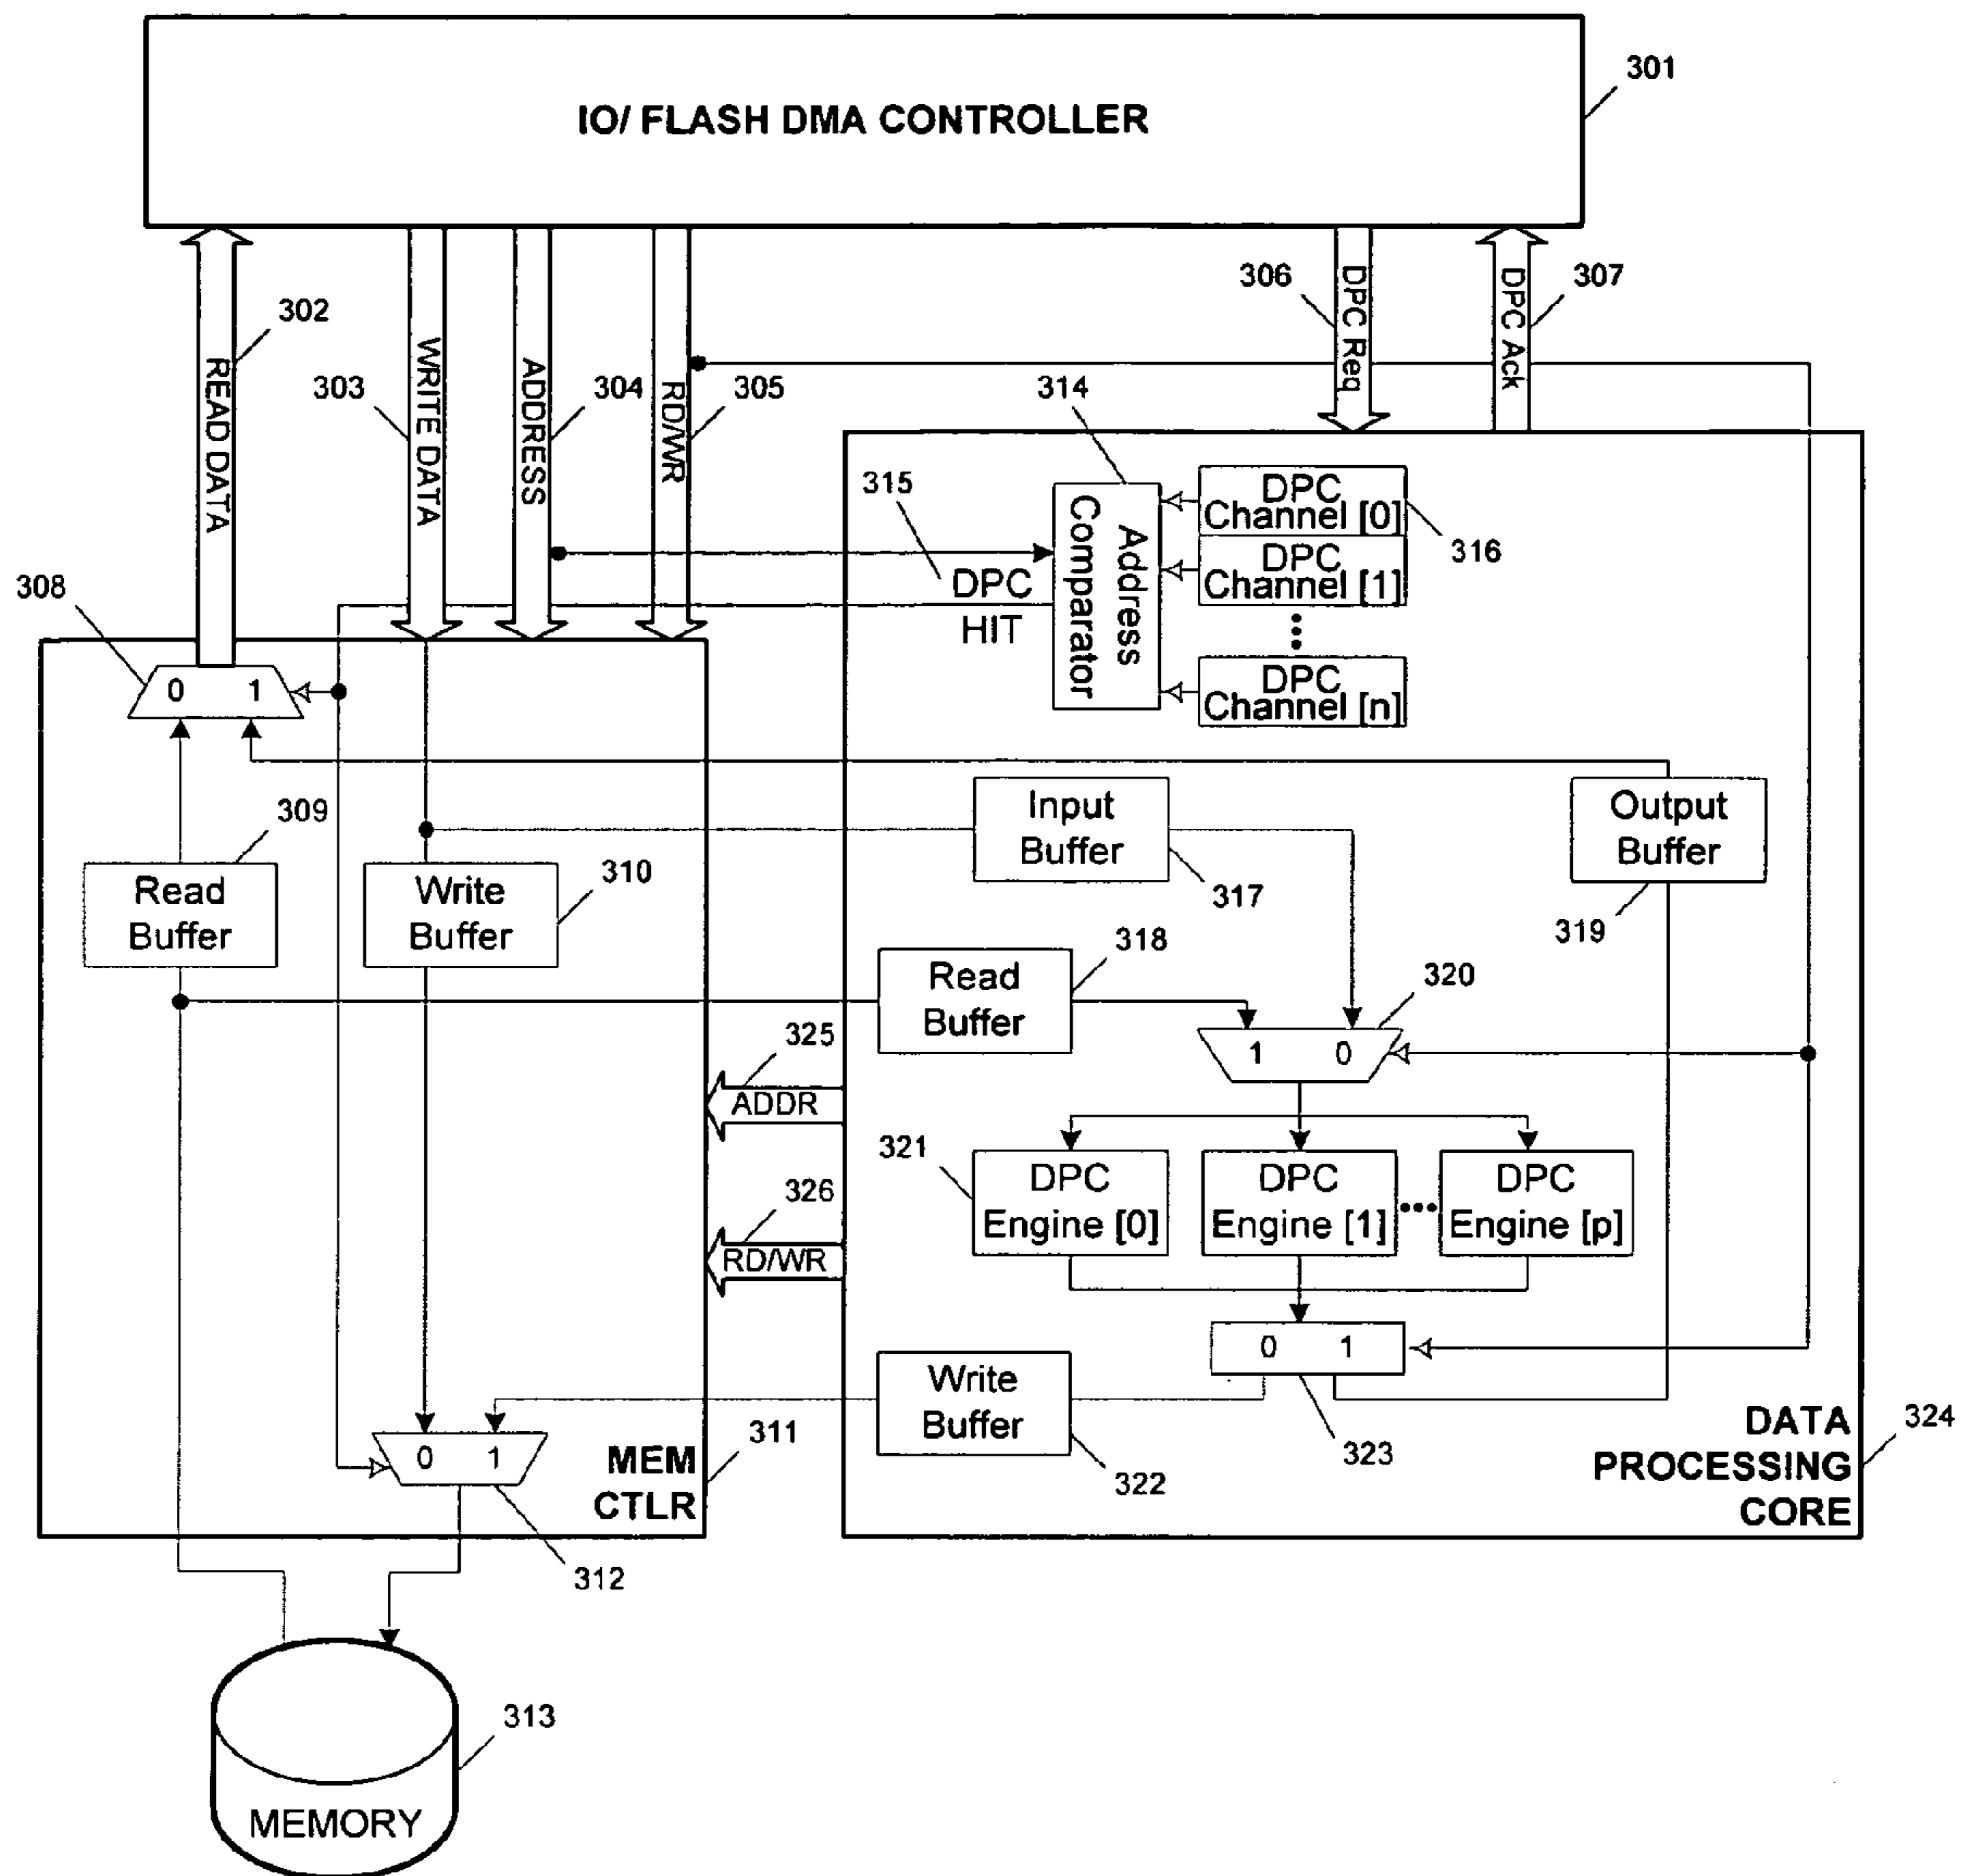 IO/ FLASH DMA CONTROLLER
301
302
READ DATA
303
WRITE DATA
ADDRESS
304
RD/WR
305
306
DPC Req
DPC Ack
307
308
0 1
314
315
DPC
HIT
Address
Comparator
DPC
Channel [0]
316
DPC
Channel [1]
DPC
Channel [n]
309
Read
Buffer
310
Write
Buffer
Input
Buffer
317
Output
Buffer
319
318
Read
Buffer
320
1 0
325
ADDR
326
RD/WR
321
DPC
Engine [0]
DPC
Engine [1]
DPC
Engine [p]
0 1
323
Write
Buffer
322
0 1
312
MEM
CTLR
311
DATA
PROCESSING
CORE
324
313
MEMORY